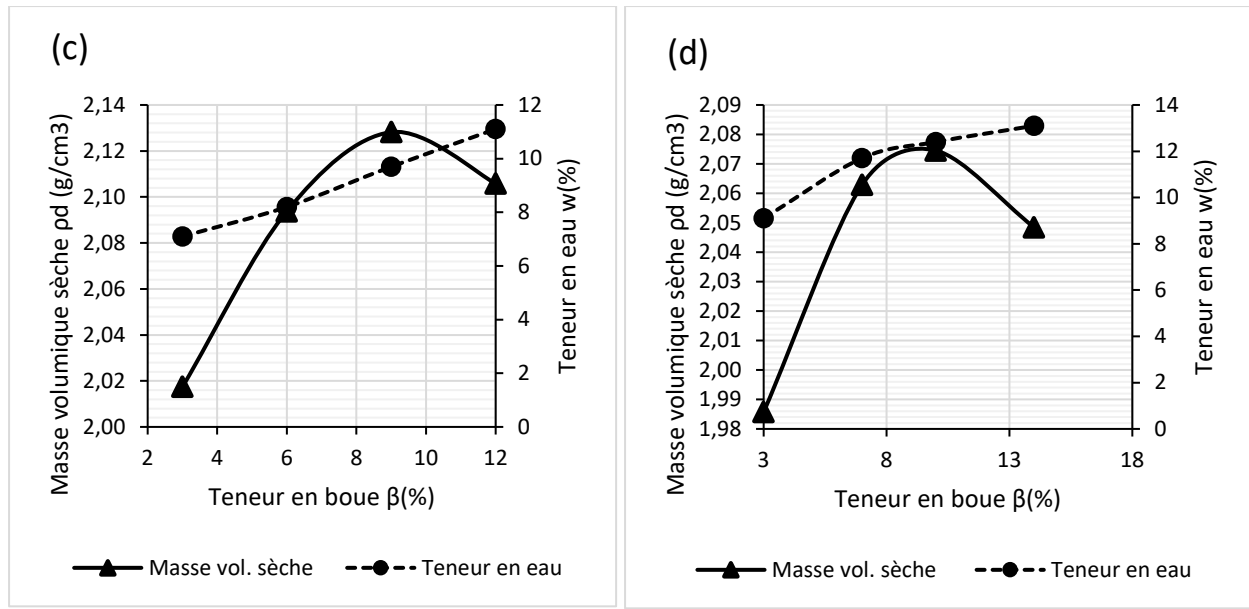 (c)
Masse volumique sèche ρd (g/cm3)
2,14
2,12
2,10
2,08
2,06
2,04
2,02
2,00
12
10
8
6
4
2
0
Teneur en eau w(%)
2 4 6 8 10 12
Teneur en boue β(%)
Masse vol. sèche Teneur en eau
(d)
Masse volumique sèche ρd (g/cm3)
2,09
2,08
2,07
2,06
2,05
2,04
2,03
2,02
2,01
2,00
1,99
1,98
14
12
10
8
6
4
2
0
Teneur en eau w(%)
3 8 13 18
Teneur en boue β(%)
Masse vol. sèche Teneur en eau